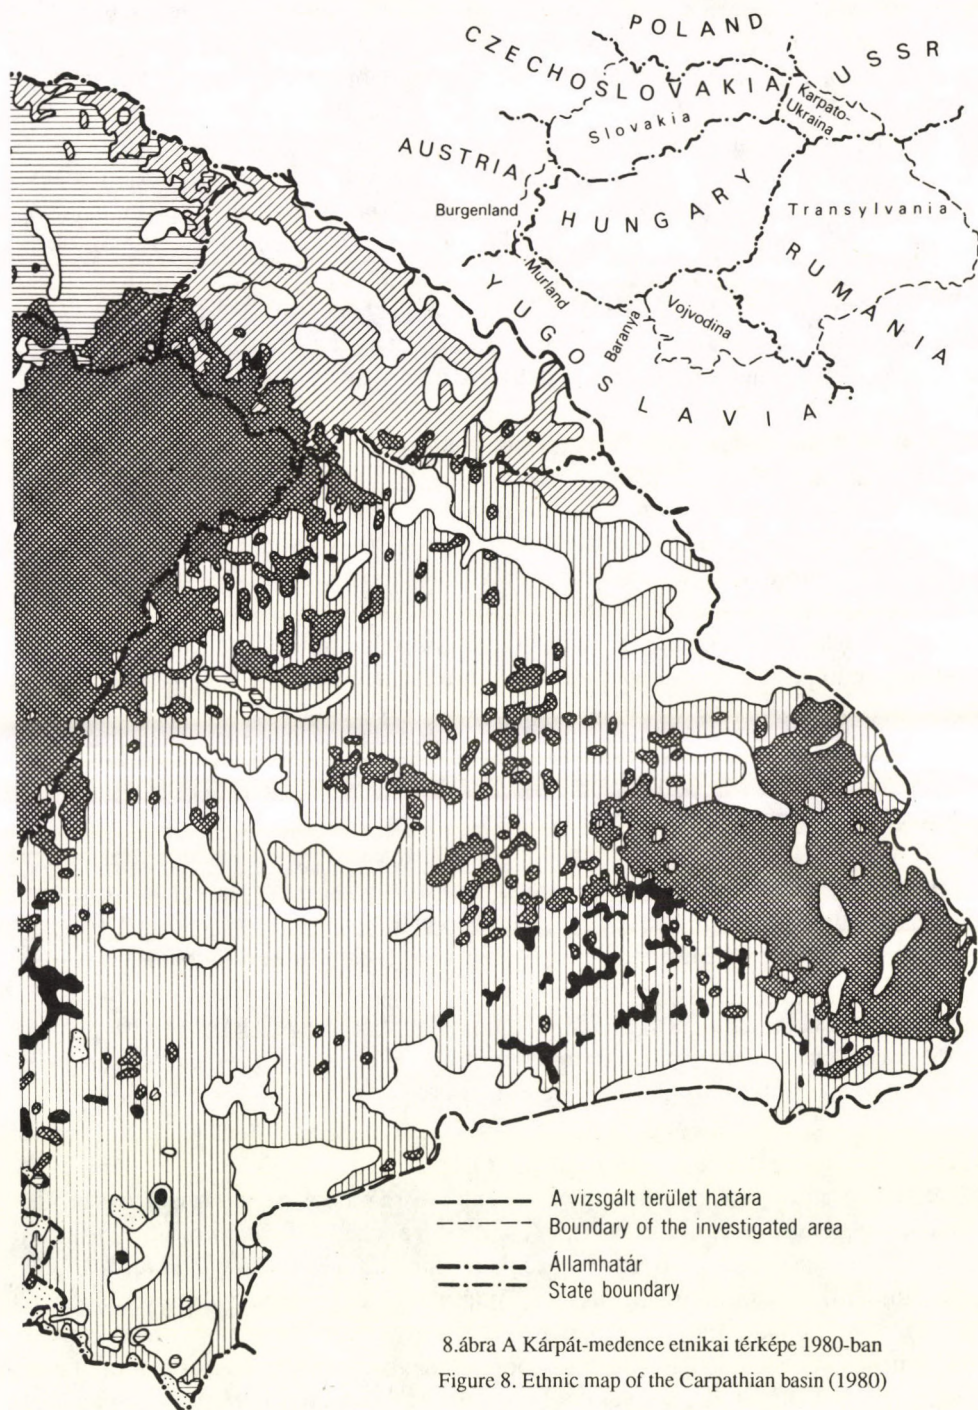 POLAND
CZECHOSLOVAKIA
USSR
Karpato-
Ukraina
Slovakia
AUSTRIA
Burgenland
HUNGARY
Transylvania
RUMANIA
Murland
Baranya
Vojvodina
YUGOSLAVIA
A vizsgált terület határa
Boundary of the investigated area
Államhatár
State boundary
8.ábra A Kárpát-medence etnikai térképe 1980-ban
Figure 8. Ethnic map of the Carpathian basin (1980)